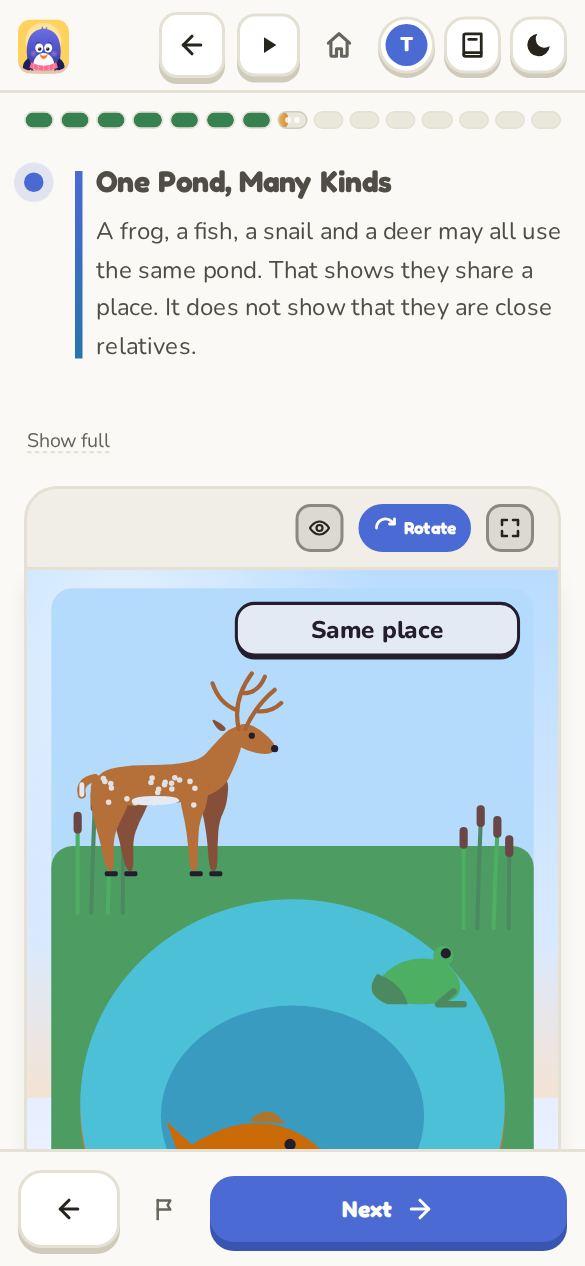 T
One Pond, Many Kinds
A frog, a fish, a snail and a deer may all use
the same pond. That shows they share a
place. It does not show that they are close
relatives.
Show full
Rotate
Same place
Next